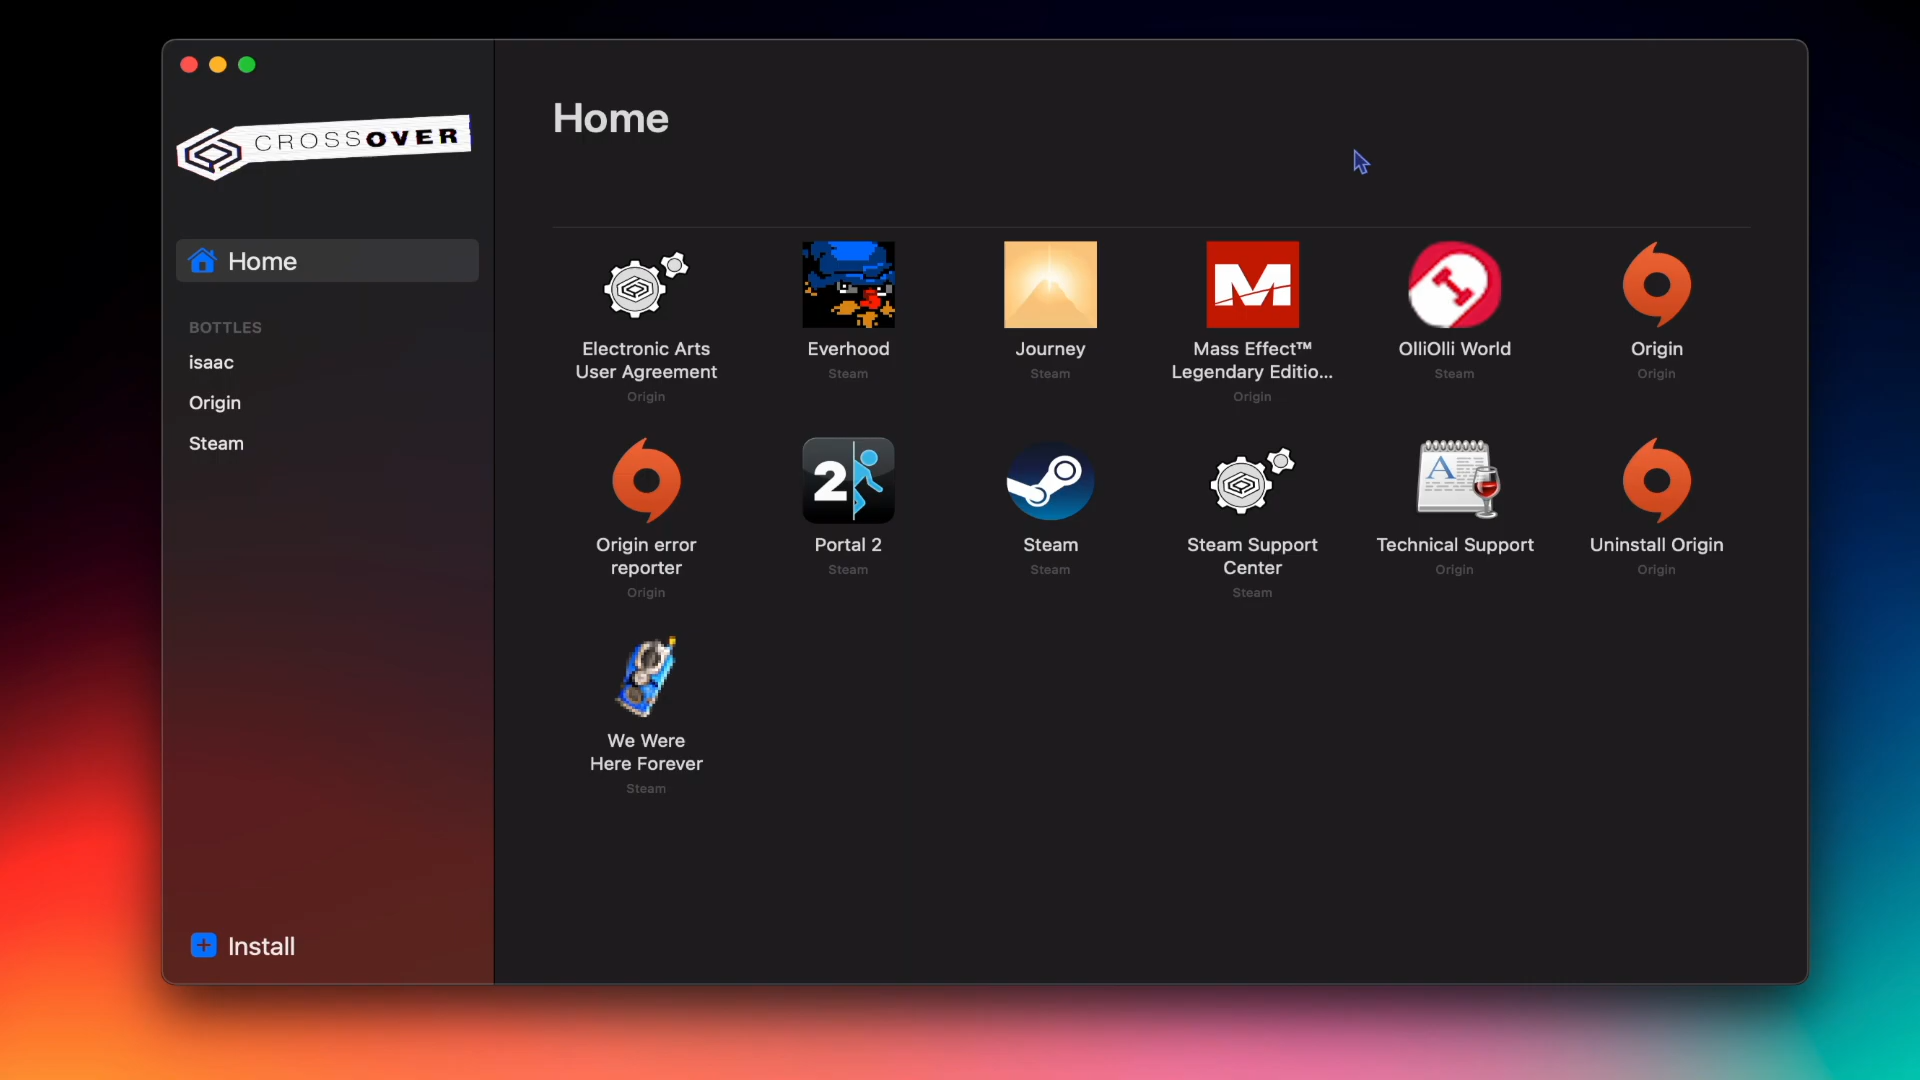 CROSSOVER
Home
BOTTLES
isaac
Origin
Steam
Install
Home
Electronic Arts
User Agreement
Origin
Everhood
Steam
Journey
Steam
M
Mass Effect™
Legendary Editio...
Origin
OlliOlli World
Steam
Origin
Origin
Origin error
reporter
Origin
2
Portal 2
Steam
Steam
Steam
Steam Support
Center
Steam
A
Technical Support
Origin
Uninstall Origin
Origin
We Were
Here Forever
Steam